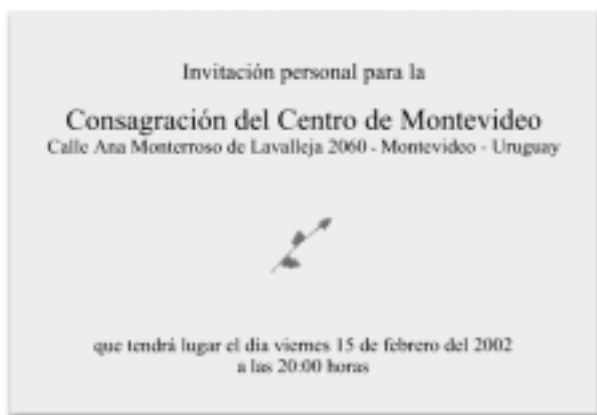 Invitación personal para la
Consagración del Centro de Montevideo
Calle Ana Monterroso de Lavalleja 2060 - Montevideo - Uruguay
que tendrá lugar el día viernes 15 de febrero del 2002
a las 20:00 horas